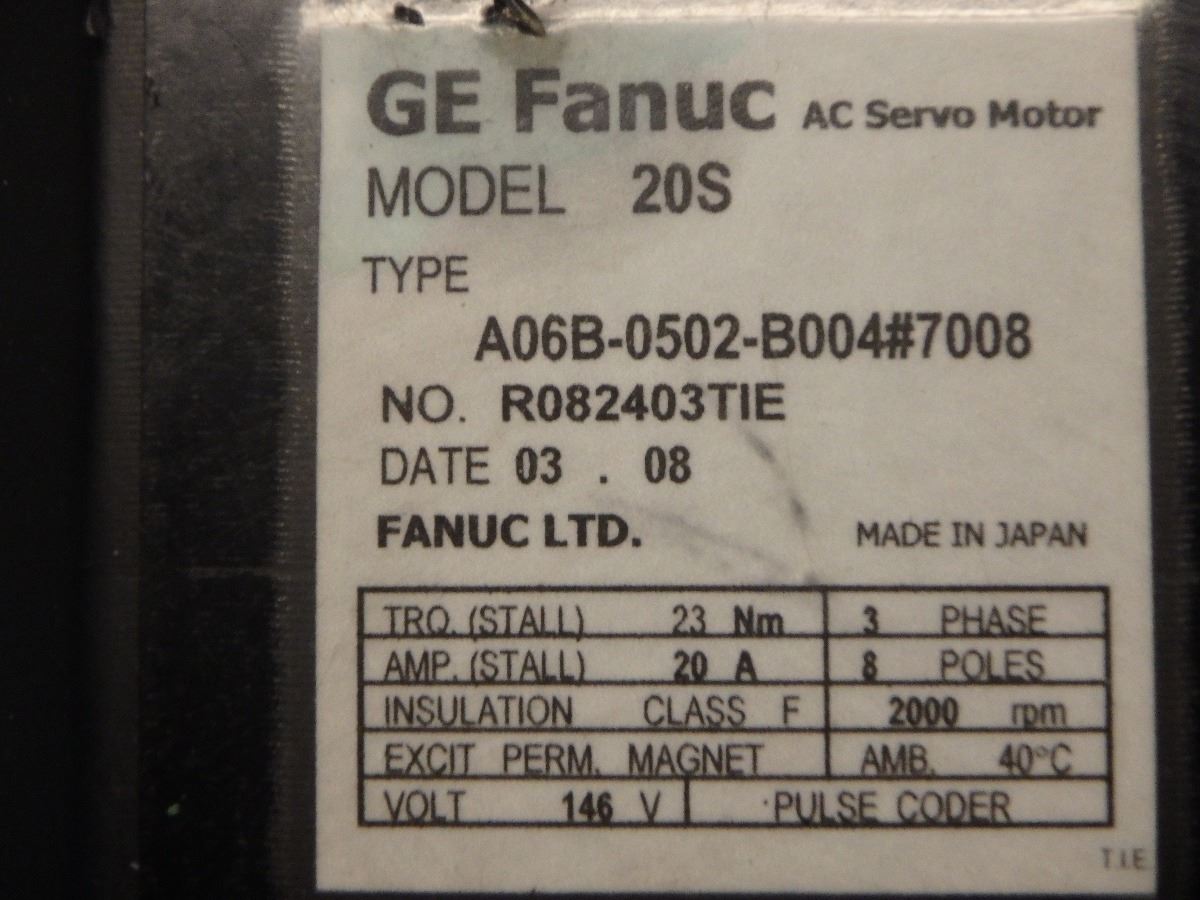 GE Fanuc AC Servo Motor
MODEL 20S
TYPE
A06B-0502-B004#7008
NO. R082403TIE
DATE 03 . 08
FANUC LTD. MADE IN JAPAN
TRQ. (STALL) 23 Nm 3 PHASE
AMP. (STALL) 20 A 8 POLES
INSULATION CLASS F 2000 rpm
EXCIT PERM. MAGNET AMB. 40°C
VOLT 146 V PULSE CODER
T.I.E